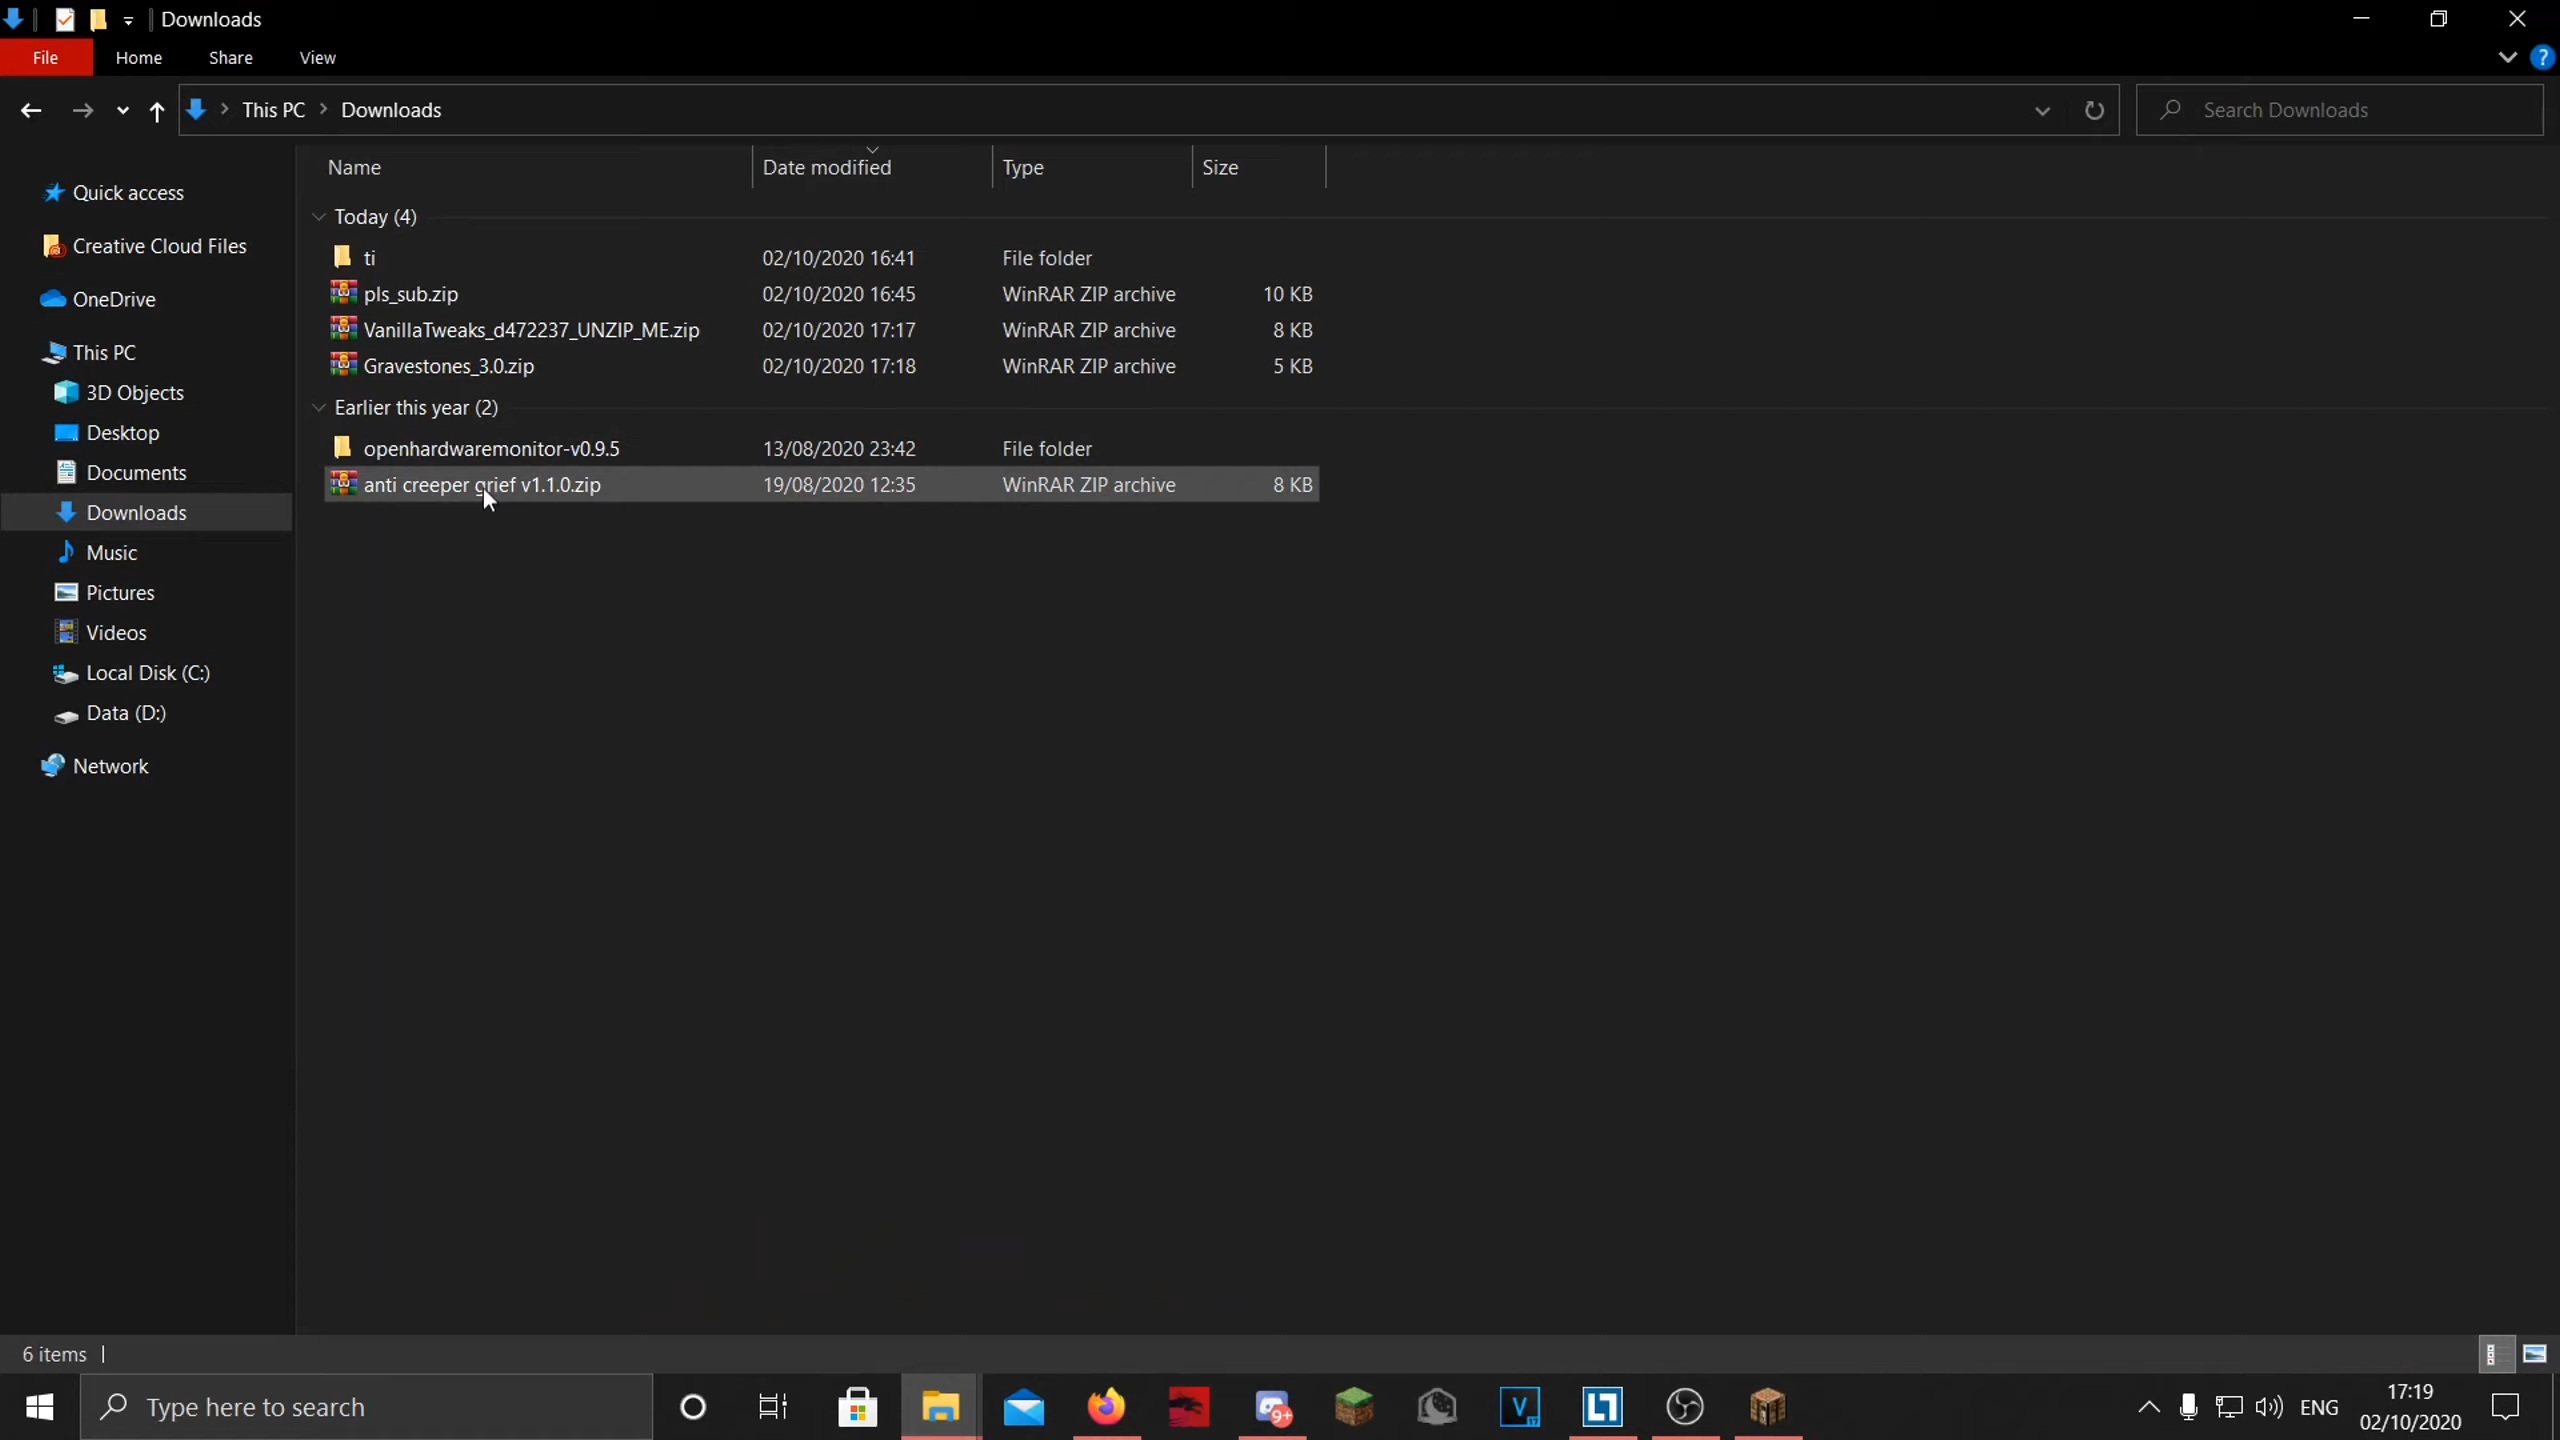 Downloads
File Home Share View ?
This PC Downloads Search Downloads
Name Date modified Type Size
Quick access
Creative Cloud Files
OneDrive
This PC
3D Objects
Desktop
Documents
Downloads
Music
Pictures
Videos
Local Disk (C:)
Data (D:)
Network
Today (4)
ti 02/10/2020 16:41 File folder
pls_sub.zip 02/10/2020 16:45 WinRAR ZIP archive 10 KB
VanillaTweaks_d472237_UNZIP_ME.zip 02/10/2020 17:17 WinRAR ZIP archive 8 KB
Gravestones_3.0.zip 02/10/2020 17:18 WinRAR ZIP archive 5 KB
Earlier this year (2)
openhardwaremonitor-v0.9.5 13/08/2020 23:42 File folder
anti creeper grief v1.1.0.zip 19/08/2020 12:35 WinRAR ZIP archive 8 KB
6 items
Type here to search 9+ V ENG 17:19
02/10/2020